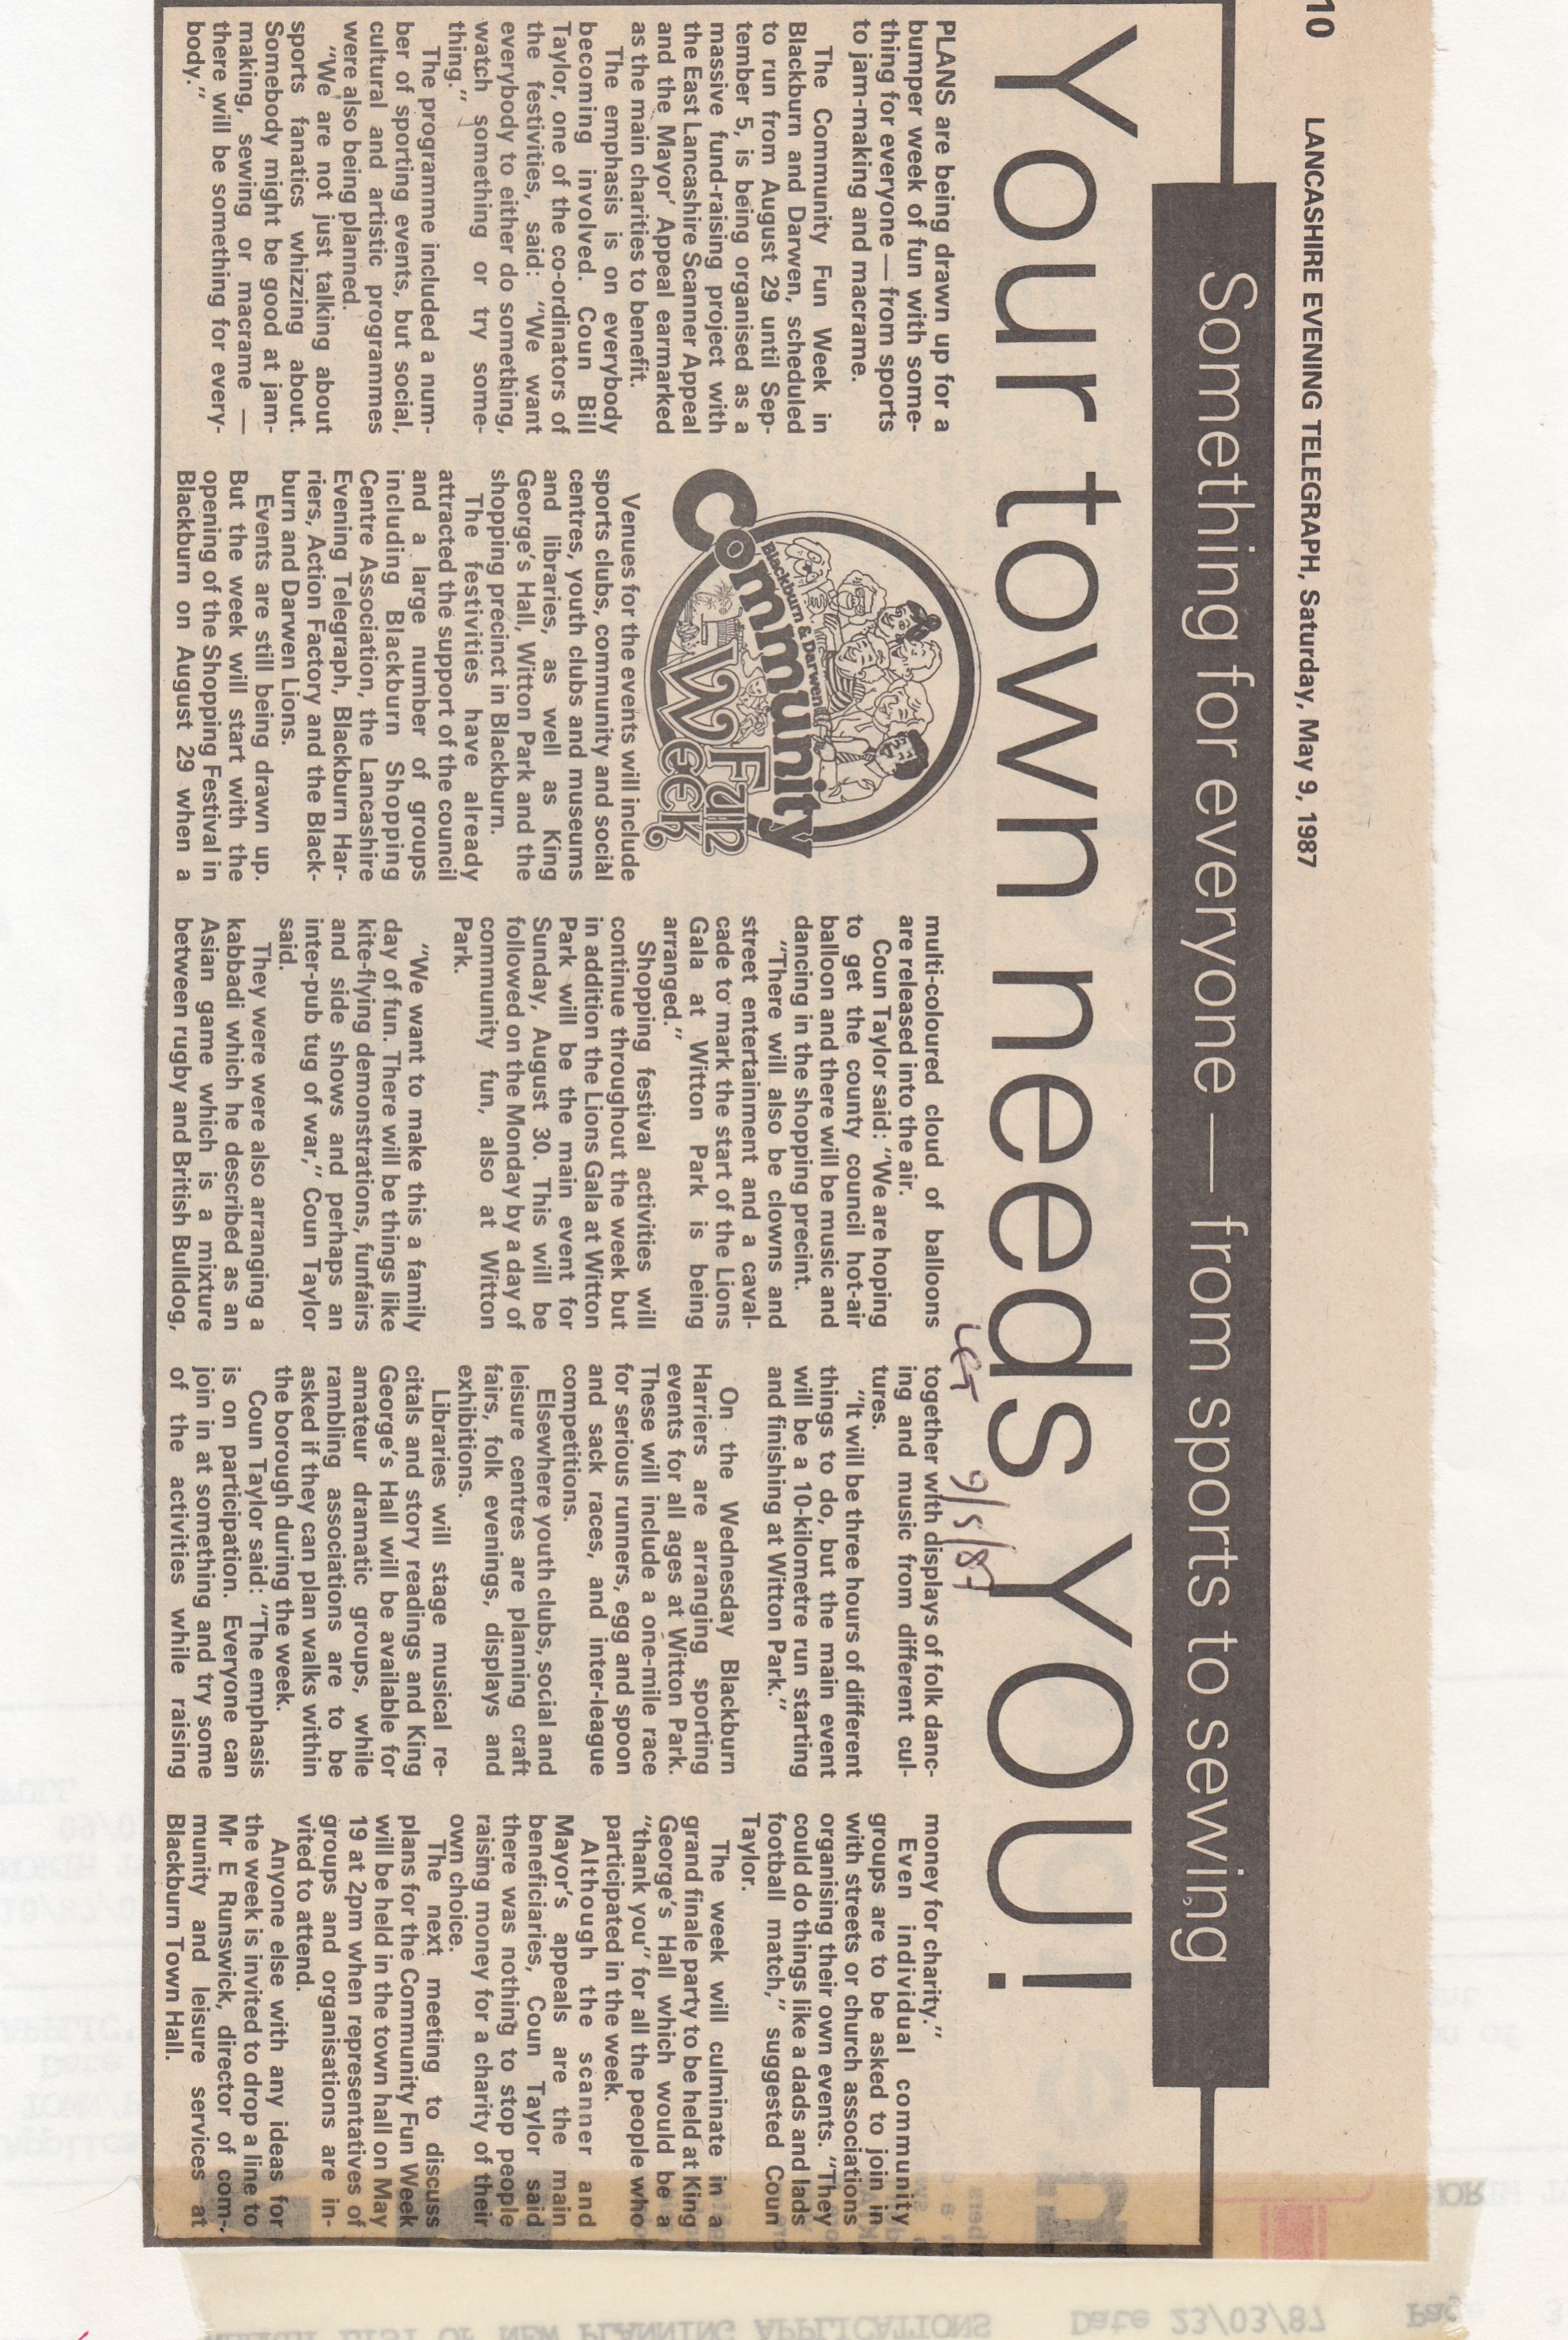 10
LANCASHIRE EVENING TELEGRAPH, Saturday, May 9, 1987
Something for everyone — from sports to sewing
Your town needs YOU!
LET 9/5/87
PLANS are being drawn up for a
bumper week of fun with some-
thing for everyone — from sports
to jam-making and macrame.
The Community Fun Week in
Blackburn and Darwen, scheduled
to run from August 29 until Sep-
tember 5, is being organised as a
massive fund-raising project with
the East Lancashire Scanner Appeal
and the Mayor' Appeal earmarked
as the main charities to benefit.
The emphasis is on everybody
becoming involved. Coun Bill
Taylor, one of the co-ordinators of
the festivities, said: "We want
everybody to either do something,
watch something or try some-
thing."
The programme included a num-
ber of sporting events, but social,
cultural and artistic programmes
were also being planned.
"We are not just talking about
sports fanatics whizzing about.
Somebody might be good at jam-
making, sewing or macrame —
there will be something for every-
body."
Blackburn & Darwen
Community
Fun
Week
Venues for the events will include
sports clubs, community and social
centres, youth clubs and museums
and libraries, as well as King
George's Hall, Witton Park and the
shopping precinct in Blackburn.
The festivities have already
attracted the support of the council
and a large number of groups
including Blackburn Shopping
Centre Association, the Lancashire
Evening Telegraph, Blackburn Har-
riers, Action Factory and the Black-
burn and Darwen Lions.
Events are still being drawn up.
But the week will start with the
opening of the Shopping Festival in
Blackburn on August 29 when a
multi-coloured cloud of balloons
are released into the air.
Coun Taylor said: "We are hoping
to get the county council hot-air
balloon and there will be music and
dancing in the shopping precint.
"There will also be clowns and
street entertainment and a caval-
cade to mark the start of the Lions
Gala at Witton Park is being
arranged."
Shopping festival activities will
continue throughout the week but
in addition the Lions Gala at Witton
Park will be the main event for
Sunday, August 30. This will be
followed on the Monday by a day of
community fun, also at Witton
Park.
"We want to make this a family
day of fun. There will be things like
kite-flying demonstrations, funfairs
and side shows and perhaps an
inter-pub tug of war," Coun Taylor
said.
They were were also arranging a
kabbadi which he described as an
Asian game which is a mixture
between rugby and British Bulldog,
together with displays of folk danc-
ing and music from different cul-
tures.
"It will be three hours of different
things to do, but the main event
will be a 10-kilometre run starting
and finishing at Witton Park."
On the Wednesday Blackburn
Harriers are arranging sporting
events for all ages at Witton Park.
These will include a one-mile race
for serious runners, egg and spoon
and sack races, and inter-league
competitions.
Elsewhere youth clubs, social and
leisure centres are planning craft
fairs, folk evenings, displays and
exhibitions.
Libraries will stage musical re-
citals and story readings and King
George's Hall will be available for
amateur dramatic groups, while
rambling associations are to be
asked if they can plan walks within
the borough during the week.
Coun Taylor said: "The emphasis
is on participation. Everyone can
join in at something and try some
of the activities while raising
money for charity."
Even individual community
groups are to be asked to join in
with streets or church associations
organising their own events. "They
could do things like a dads and lads
football match," suggested Coun
Taylor.
The week will culminate in a
grand finale party to be held at King
George's Hall which would be a
"thank you" for all the people who
participated in the week.
Although the scanner and
Mayor's appeals are the main
beneficiaries, Coun Taylor said
there was nothing to stop people
raising money for a charity of their
own choice.
The next meeting to discuss
plans for the Community Fun Week
will be held in the town hall on May
19 at 2pm when representatives of
groups and organisations are in-
vited to attend.
Anyone else with any ideas for
the week is invited to drop a line to
Mr E Runswick, director of com-
munity and leisure services at
Blackburn Town Hall.
WEEKLY LIST OF NEW PLANNING APPLICATIONS Date 23/03/87 Page 3